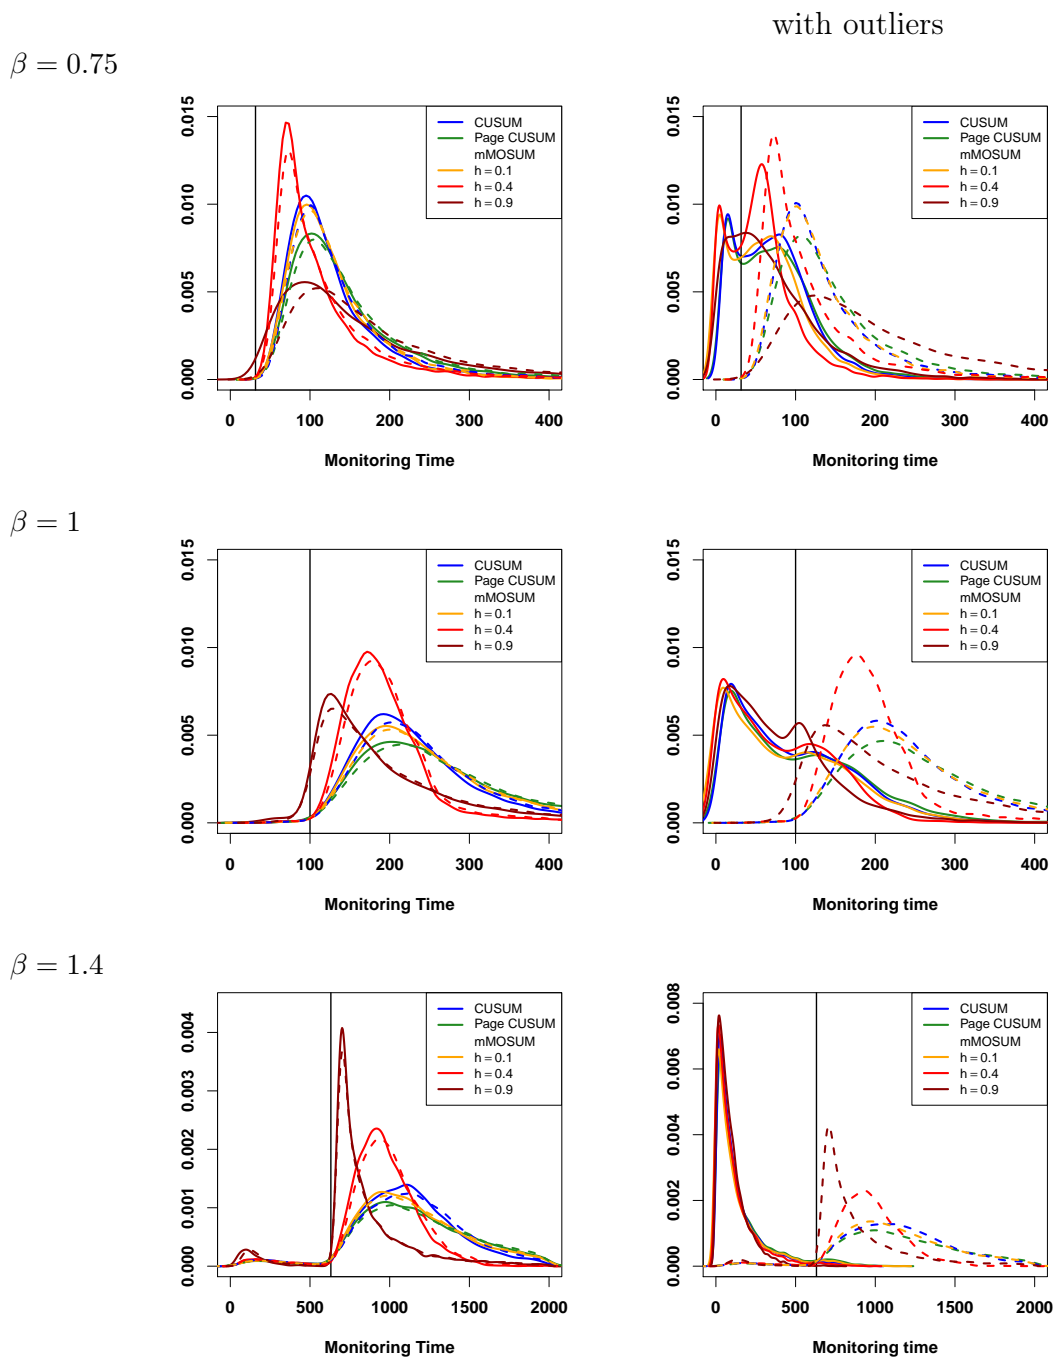 with outliers
β = 0.75
0.000 0.005 0.010 0.015
CUSUM
Page CUSUM
mMOSUM
h = 0.1
h = 0.4
h = 0.9
0 100 200 300 400
Monitoring Time
0.000 0.005 0.010 0.015
CUSUM
Page CUSUM
mMOSUM
h = 0.1
h = 0.4
h = 0.9
0 100 200 300 400
Monitoring time
β = 1
0.000 0.005 0.010 0.015
CUSUM
Page CUSUM
mMOSUM
h = 0.1
h = 0.4
h = 0.9
0 100 200 300 400
Monitoring Time
0.000 0.005 0.010 0.015
CUSUM
Page CUSUM
mMOSUM
h = 0.1
h = 0.4
h = 0.9
0 100 200 300 400
Monitoring time
β = 1.4
0.000 0.001 0.002 0.003 0.004
CUSUM
Page CUSUM
mMOSUM
h = 0.1
h = 0.4
h = 0.9
0 500 1000 1500 2000
Monitoring Time
0.000 0.002 0.004 0.006 0.008
CUSUM
Page CUSUM
mMOSUM
h = 0.1
h = 0.4
h = 0.9
0 500 1000 1500 2000
Monitoring time